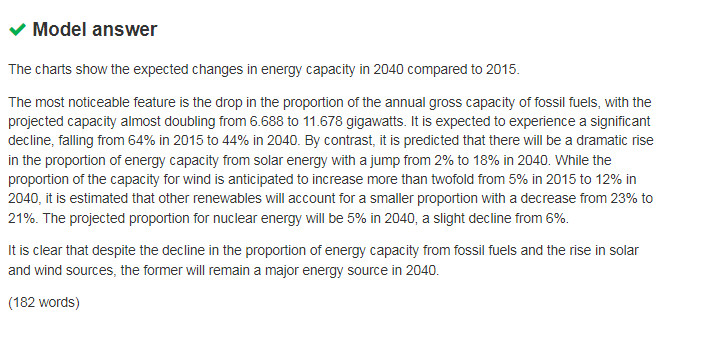 Model answer
The charts show the expected changes in energy capacity in 2040 compared to 2015.
The most noticeable feature is the drop in the proportion of the annual gross capacity of fossil fuels, with the
projected capacity almost doubling from 6.688 to 11.678 gigawatts. It is expected to experience a significant
decline, falling from 64% in 2015 to 44% in 2040. By contrast, it is predicted that there will be a dramatic rise
in the proportion of energy capacity from solar energy with a jump from 2% to 18% in 2040. While the
proportion of the capacity for wind is anticipated to increase more than twofold from 5% in 2015 to 12% in
2040, it is estimated that other renewables will account for a smaller proportion with a decrease from 23% to
21%. The projected proportion for nuclear energy will be 5% in 2040, a slight decline from 6%.
It is clear that despite the decline in the proportion of energy capacity from fossil fuels and the rise in solar
and wind sources, the former will remain a major energy source in 2040.
(182 words)